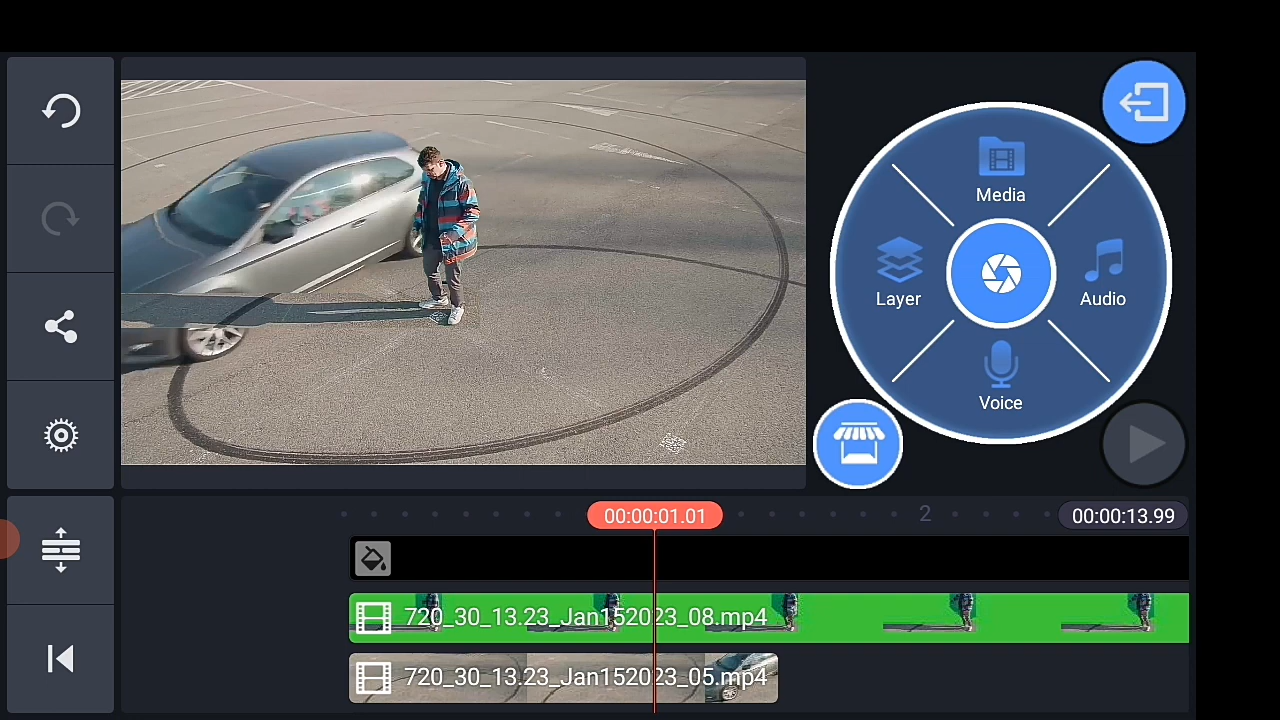 Media
Layer
Audio
Voice
00:00:01.01
2
00:00:13.99
720_30_13.23_Jan152023_08.mp4
720_30_13.23_Jan152023_05.mp4